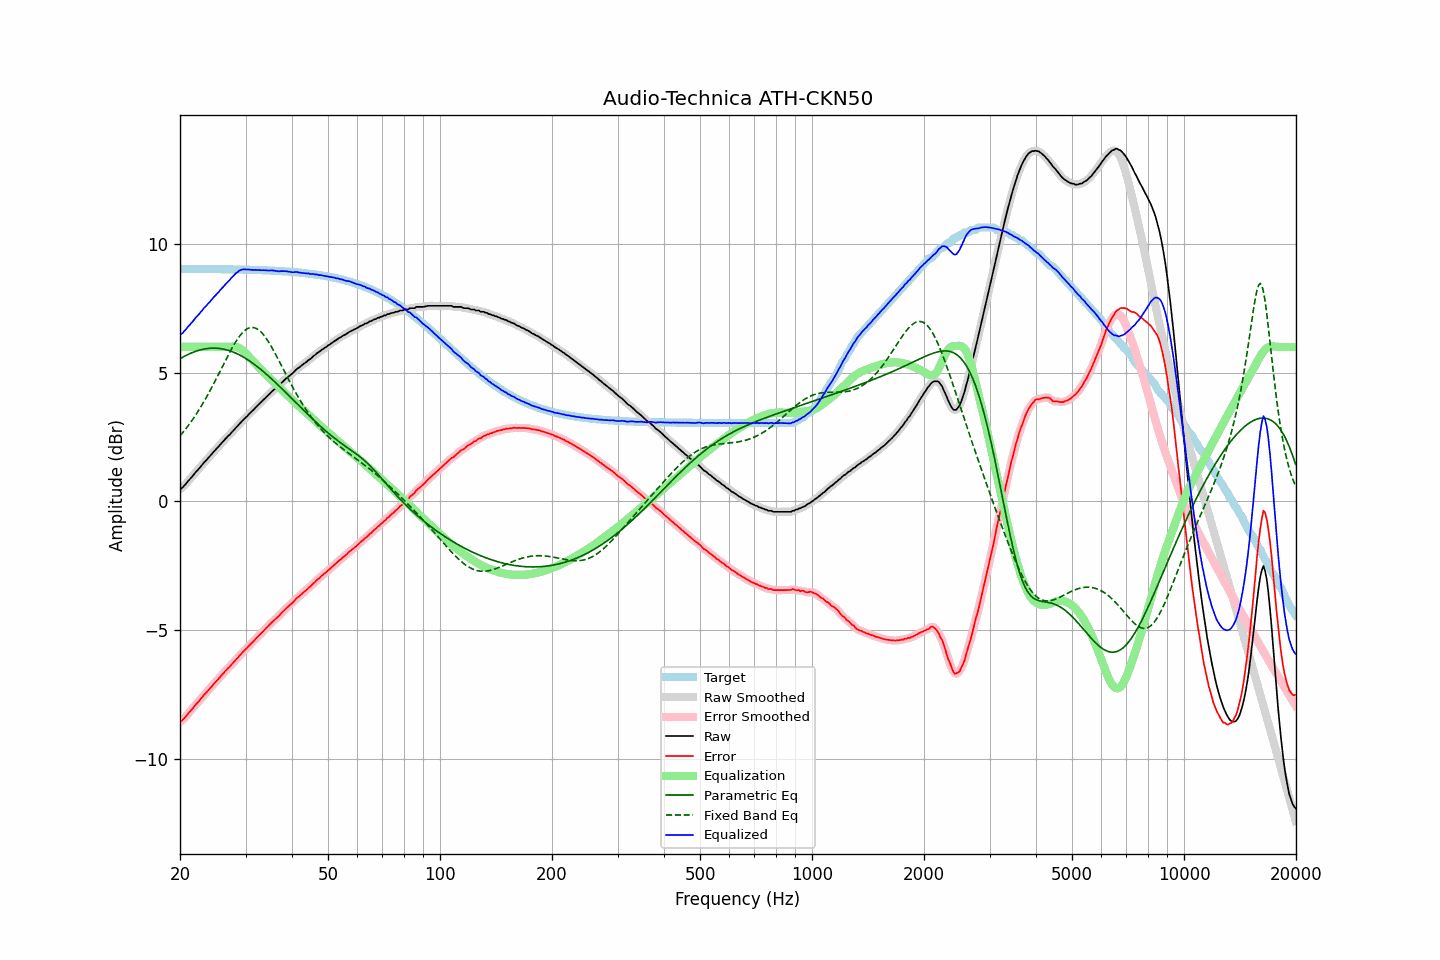 Audio-Technica ATH-CKN50
Amplitude (dBr)
10
5
0
−5
−10
Target
Raw Smoothed
Error Smoothed
Raw
Error
Equalization
Parametric Eq
Fixed Band Eq
Equalized
20 50 100 200 500 1000 2000 5000 10000 20000
Frequency (Hz)